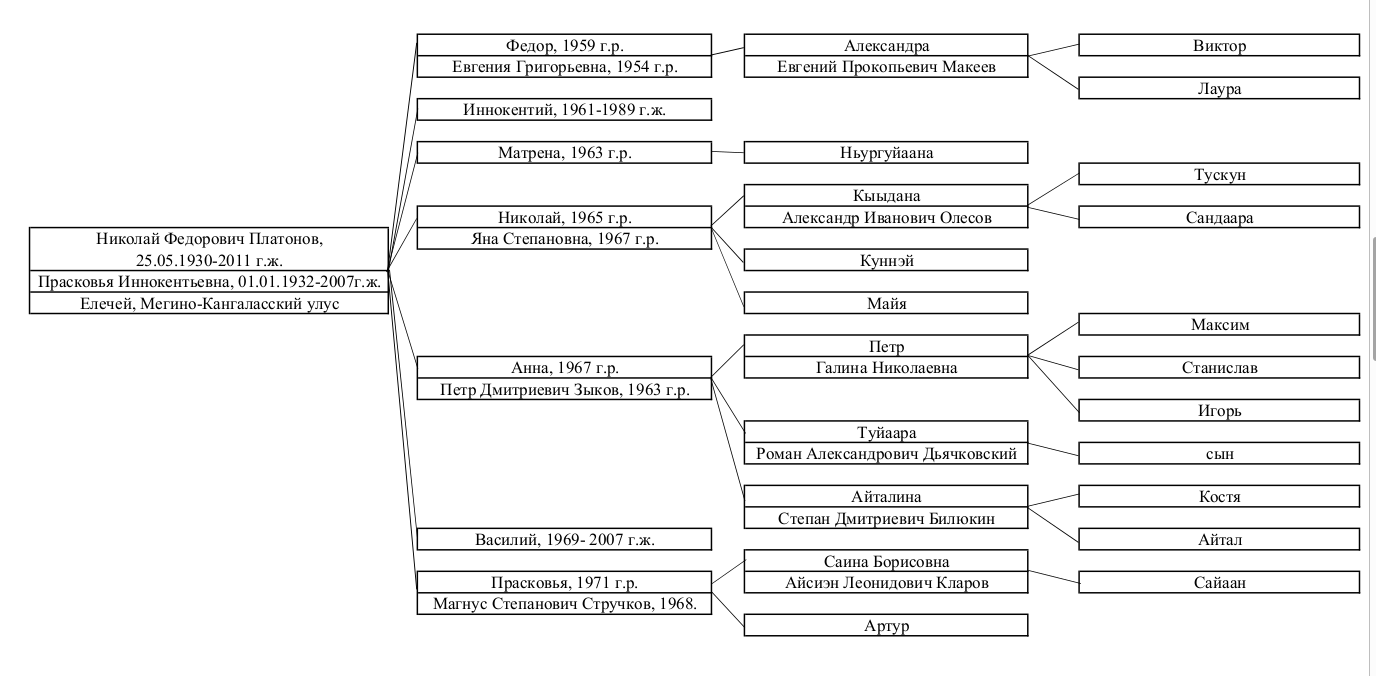 Николай Федорович Платонов,
25.05.1930-2011 г.ж.
Прасковья Иннокентьевна, 01.01.1932-2007г.ж.
Елечей, Мегино-Кангаласский улус
Федор, 1959 г.р.
Евгения Григорьевна, 1954 г.р.
Иннокентий, 1961-1989 г.ж.
Матрена, 1963 г.р.
Николай, 1965 г.р.
Яна Степановна, 1967 г.р.
Анна, 1967 г.р.
Петр Дмитриевич Зыков, 1963 г.р.
Василий, 1969- 2007 г.ж.
Прасковья, 1971 г.р.
Магнус Степанович Стручков, 1968.
Александра
Евгений Прокопьевич Макеев
Ньургуйаана
Кыыдана
Александр Иванович Олесов
Куннэй
Майя
Петр
Галина Николаевна
Туйаара
Роман Александрович Дьячковский
Айталина
Степан Дмитриевич Билюкин
Саина Борисовна
Айсиэн Леонидович Кларов
Артур
Виктор
Лаура
Тускун
Сандаара
Максим
Станислав
Игорь
сын
Костя
Айтал
Сайаан